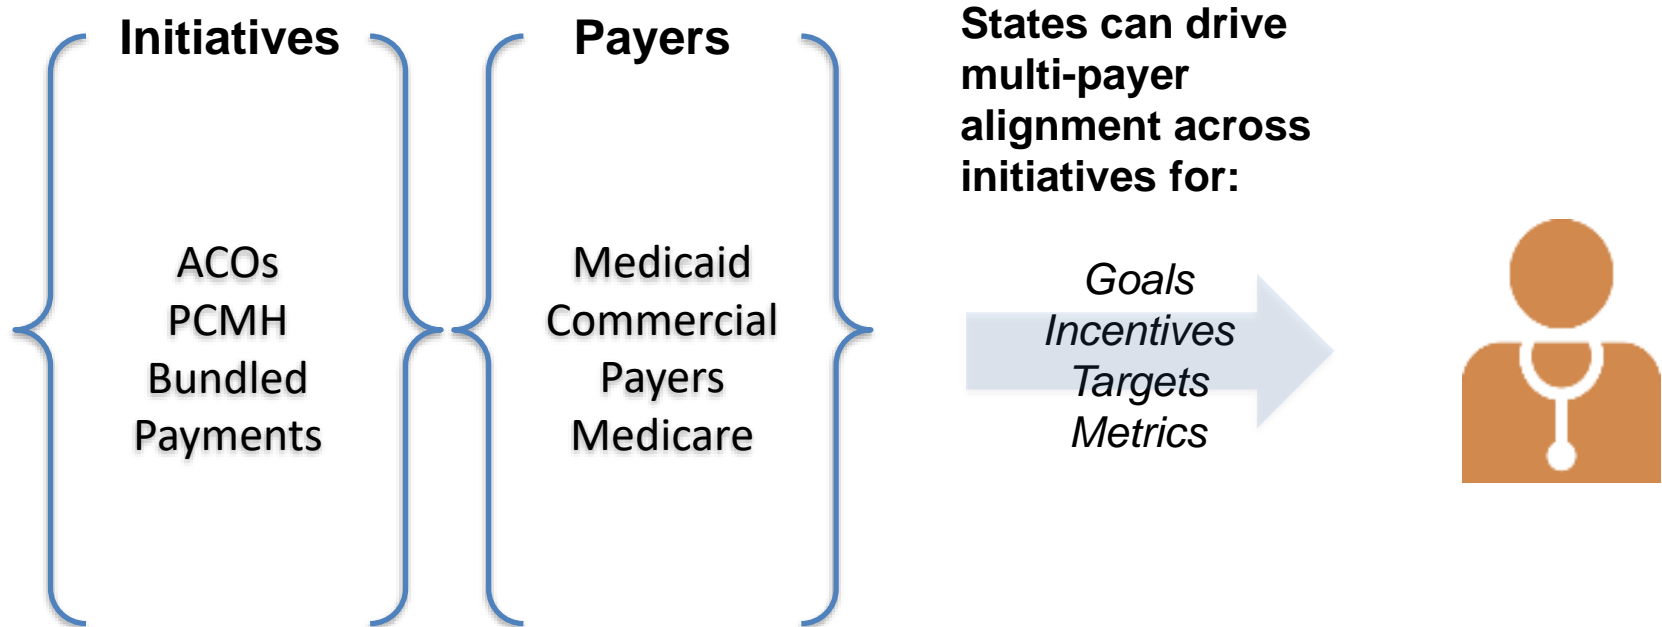 Initiatives
ACOs
PCMH
Bundled
Payments
Payers
Medicaid
Commercial
Payers
Medicare
States can drive
multi-payer
alignment across
initiatives for:
Goals
Incentives
Targets
Metrics